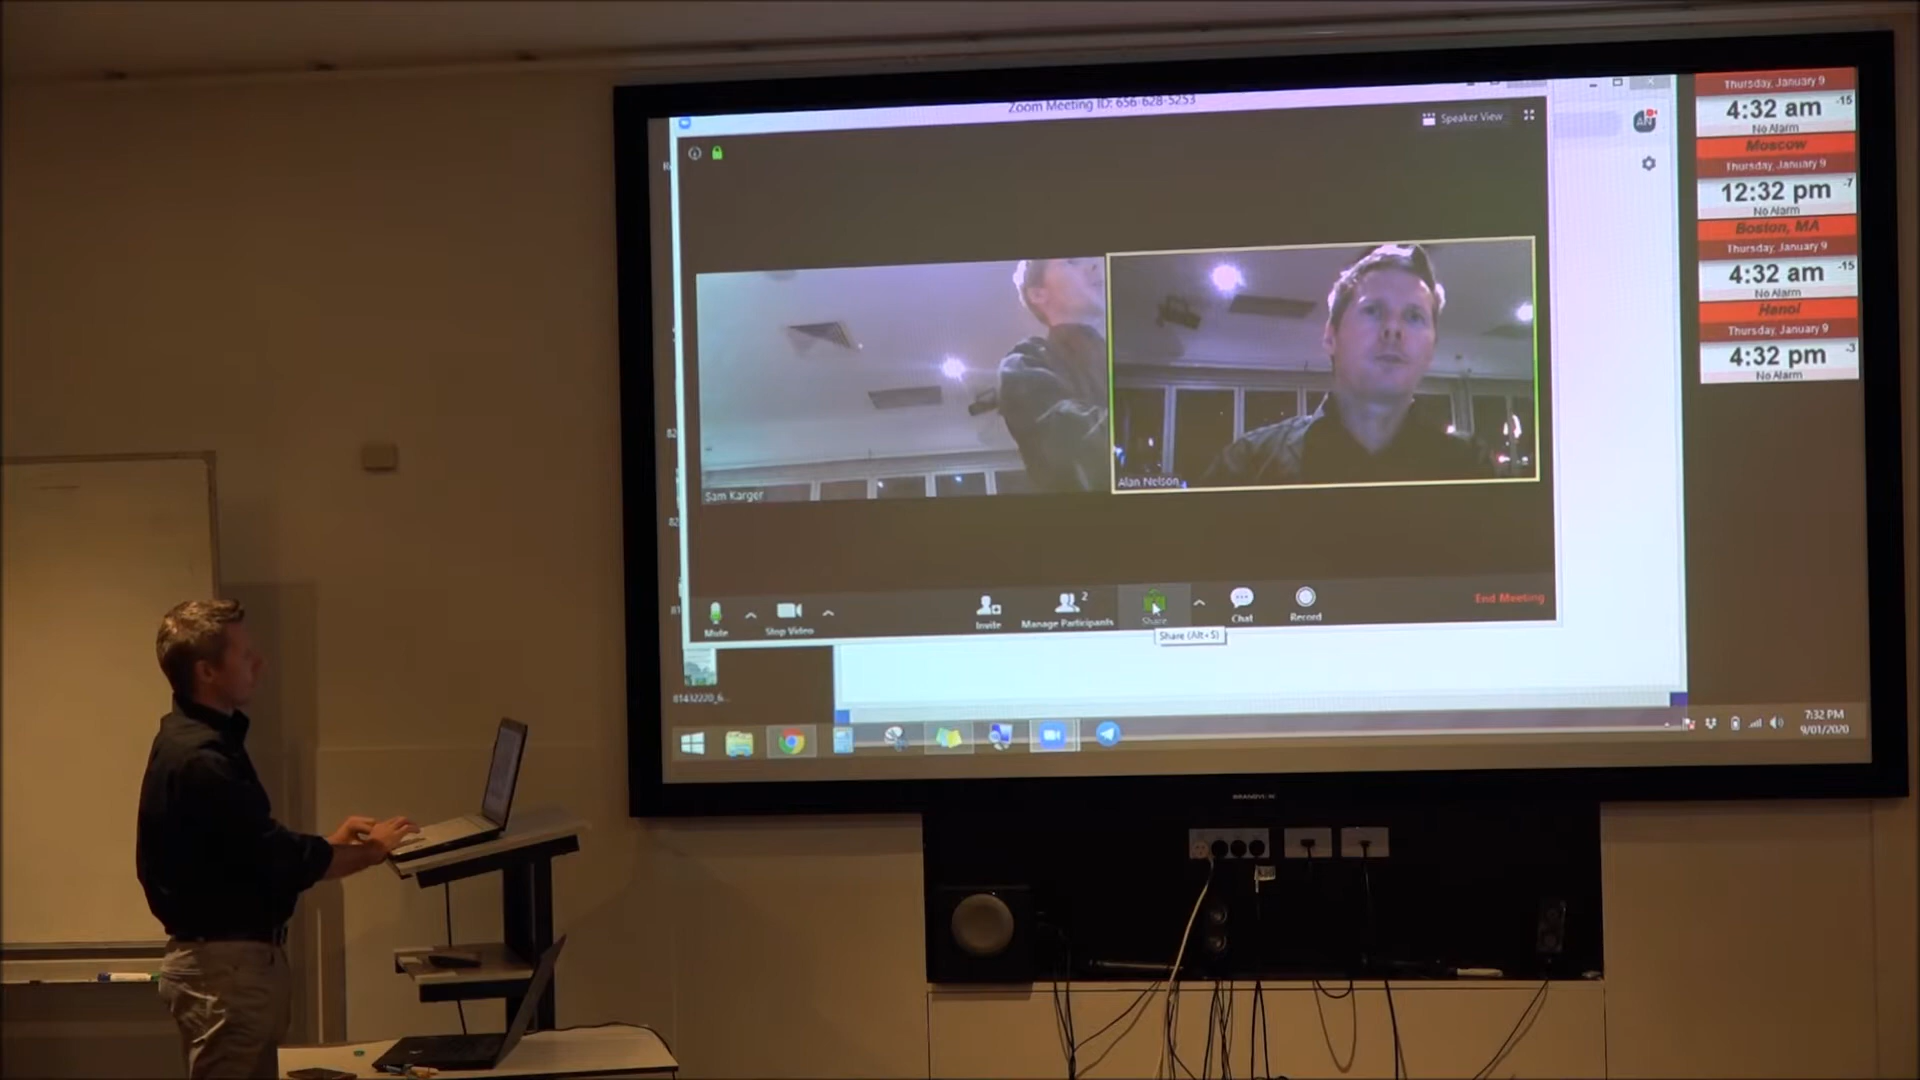 Zoom Meeting ID: 656-628-5253
Speaker View
AN
Sam Karger
Alan Nelson
Mute
Stop Video
Invite
2
Manage Participants
Share
Chat
Record
End Meeting
Share (Alt+S)
81432220_6...
7:32 PM
9/01/2020
Thursday, January 9
4:32 am -15
No Alarm
Moscow
Thursday, January 9
12:32 pm -7
No Alarm
Boston, MA
Thursday, January 9
4:32 am -15
No Alarm
Hanoi
Thursday, January 9
4:32 pm -3
No Alarm